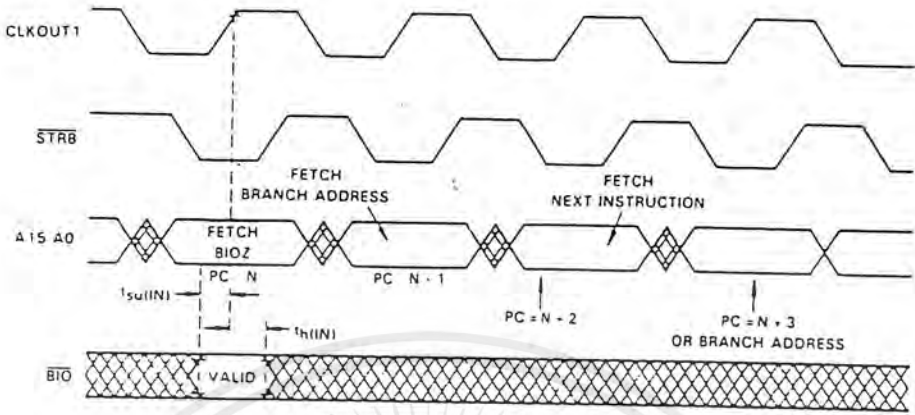 CLKOUT1
STRB
FETCH
BRANCH ADDRESS
FETCH
NEXT INSTRUCTION
A15 A0
FETCH
BIOZ
PC N
PC N - 1
PC = N - 2
PC = N + 3
OR BRANCH ADDRESS
tsu(IN)
th(IN)
BIO
VALID